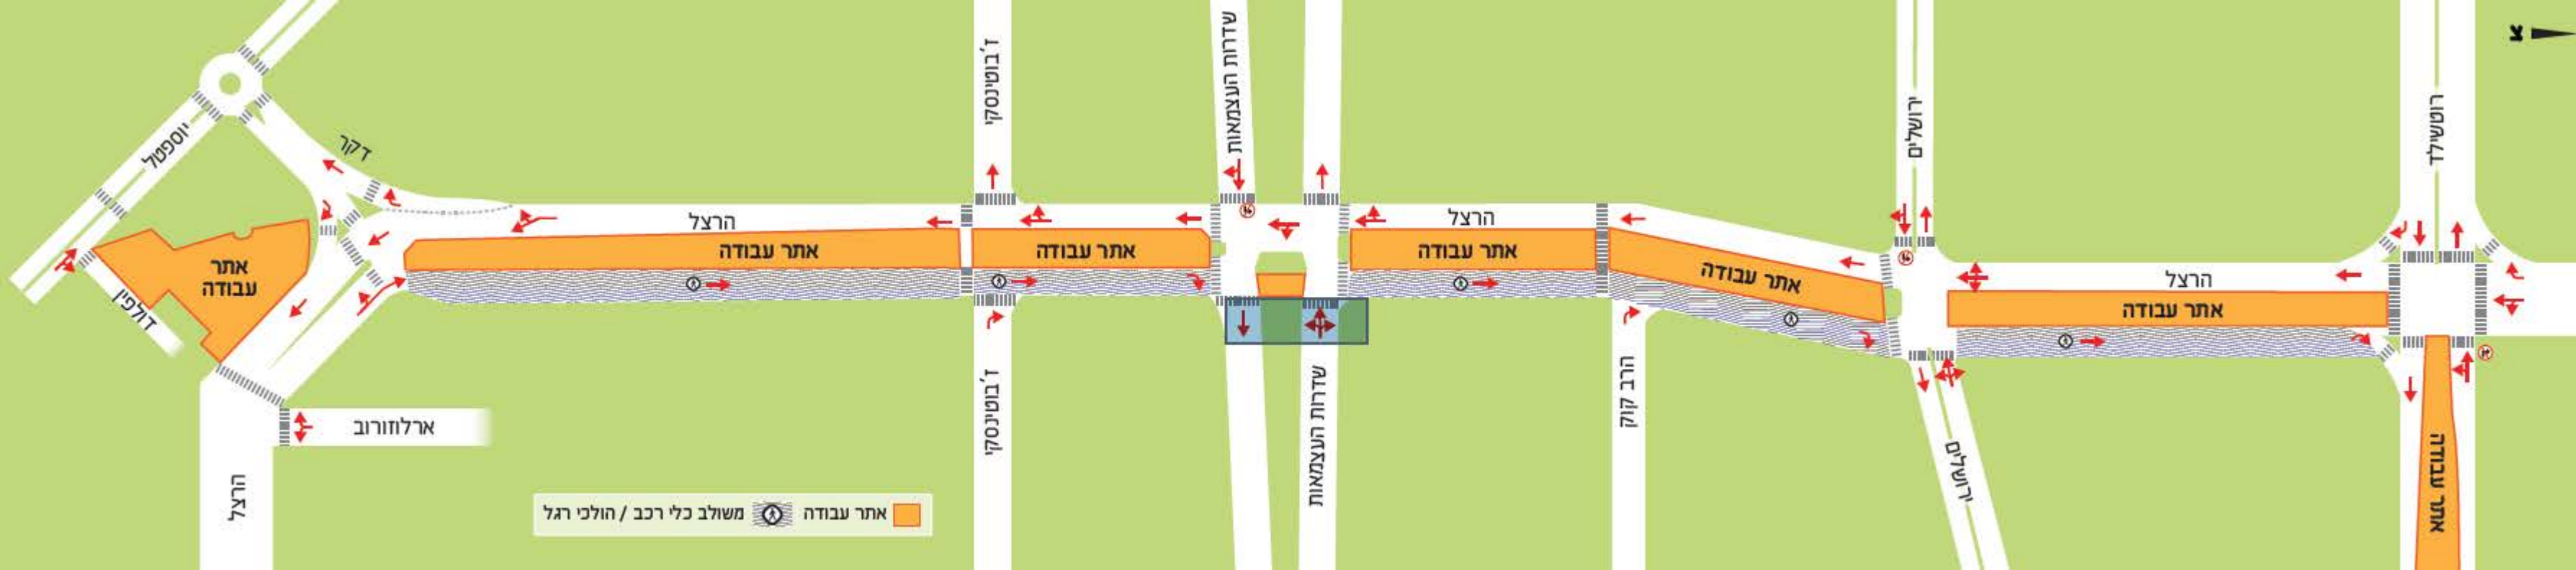 צ
יוספטל
דקר
דולפין
אתר
עבודה
ארלוזורוב
הרצל
הרצל
אתר עבודה
ז'בוטינסקי
ז'בוטינסקי
אתר עבודה
שדרות העצמאות
שדרות העצמאות
הרצל
אתר עבודה
הרב קוק
אתר עבודה
ירושלים
ירושלים
הרצל
אתר עבודה
רוטשילד
אתר עבודה
אתר עבודה
משולב כלי רכב / הולכי רגל